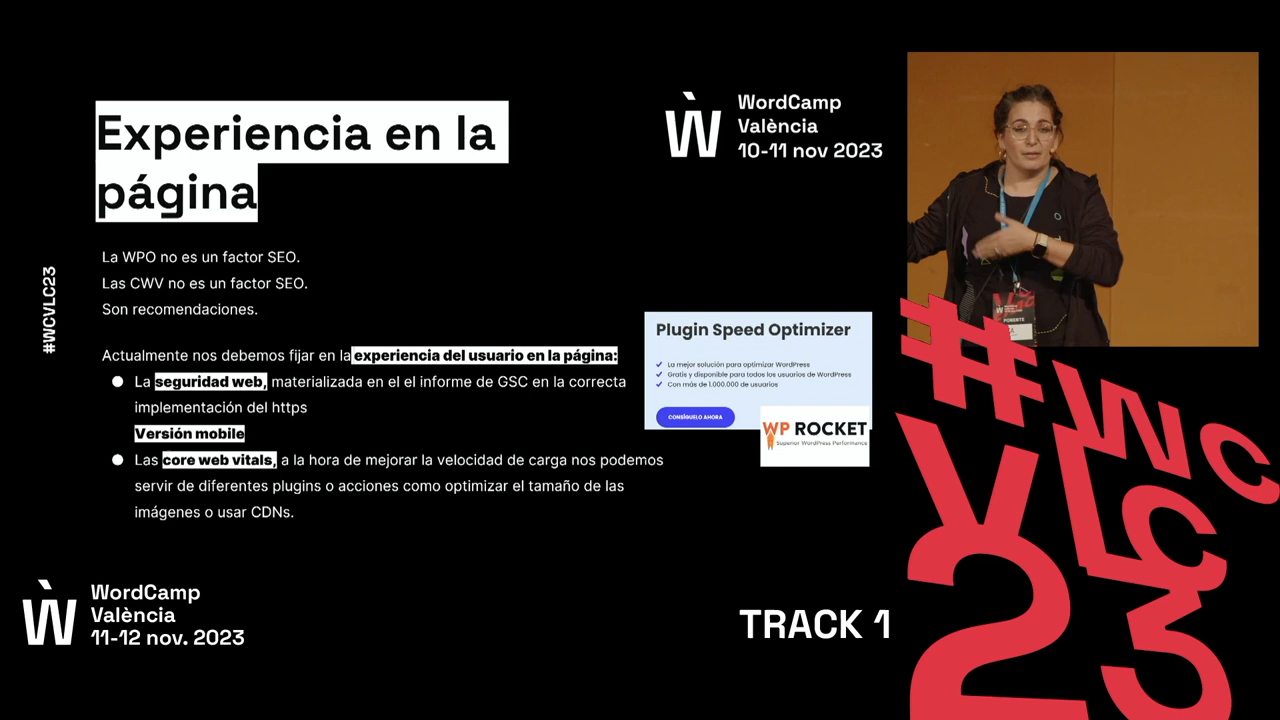 Experiencia en la
página
WordCamp
València
10-11 nov 2023
#WCVLC23
La WPO no es un factor SEO.
Las CWV no es un factor SEO.
Son recomendaciones.
Actualmente nos debemos fijar en la experiencia del usuario en la página:
La seguridad web, materializada en el el informe de GSC en la correcta
implementación del https
Versión mobile
Las core web vitals, a la hora de mejorar la velocidad de carga nos podemos
servir de diferentes plugins o acciones como optimizar el tamaño de las
imágenes o usar CDNs.
Plugin Speed Optimizer
La mejor solución para optimizar WordPress
Gratis y disponible para todos los usuarios de WordPress
Con más de 1.000.000 de usuarios
CONSÍGUELO AHORA
WP ROCKET
Superior WordPress Performance
PONENTE
WordCamp
València
11-12 nov. 2023
TRACK 1
#WC
VLC
23